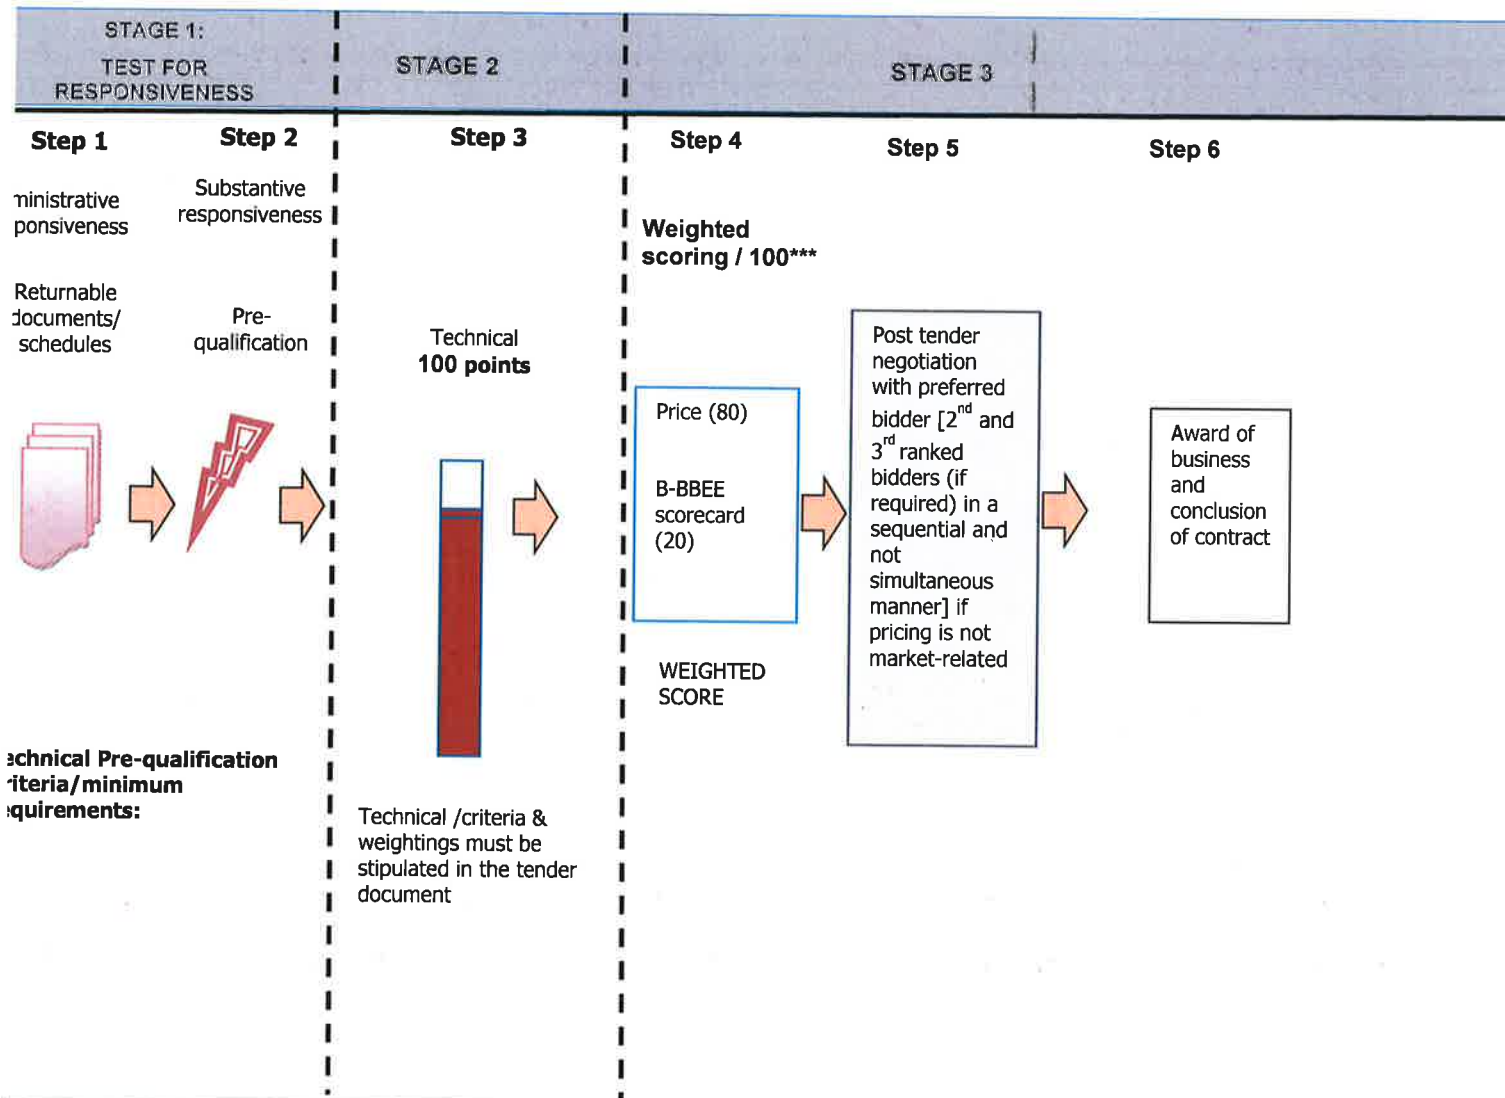 STAGE 1:
TEST FOR
RESPONSIVENESS
STAGE 2
STAGE 3
Step 1
Step 2
Step 3
Step 4
Step 5
Step 6
ministrative
ponsiveness
Substantive
responsiveness
Returnable
documents/
schedules
Pre-
qualification
Technical
100 points
Weighted
scoring / 100***
Price (80)
B-BBEE
scorecard
(20)
WEIGHTED
SCORE
Post tender
negotiation
with preferred
bidder [2nd and
3rd ranked
bidders (if
required) in a
sequential and
not
simultaneous
manner] if
pricing is not
market-related
Award of
business
and
conclusion
of contract
echnical Pre-qualification
riteria/minimum
equirements:
Technical /criteria &
weightings must be
stipulated in the tender
document